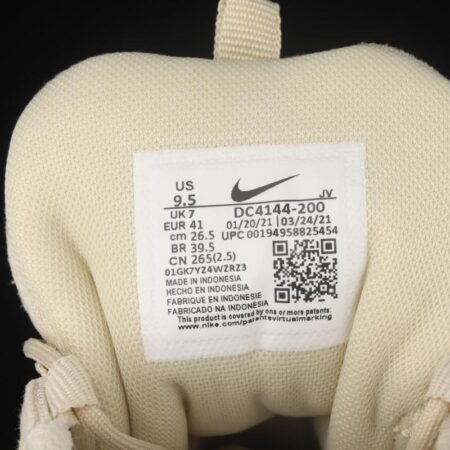 US
9.5
JV
UK 7 DC4144-200
EUR 41 01/20/21 | 03/24/21
cm 26.5 UPC 00194958825454
BR 39.5
CN 265(2.5)
01GK7YZ4WZRZ3
MADE IN INDONESIA
HECHO EN INDONESIA
FABRIQUE EN INDONESIE
FABRICADO NA INDONESIA
This product is covered by one or more patents:
www.nike.com/patentsvirtualmarking